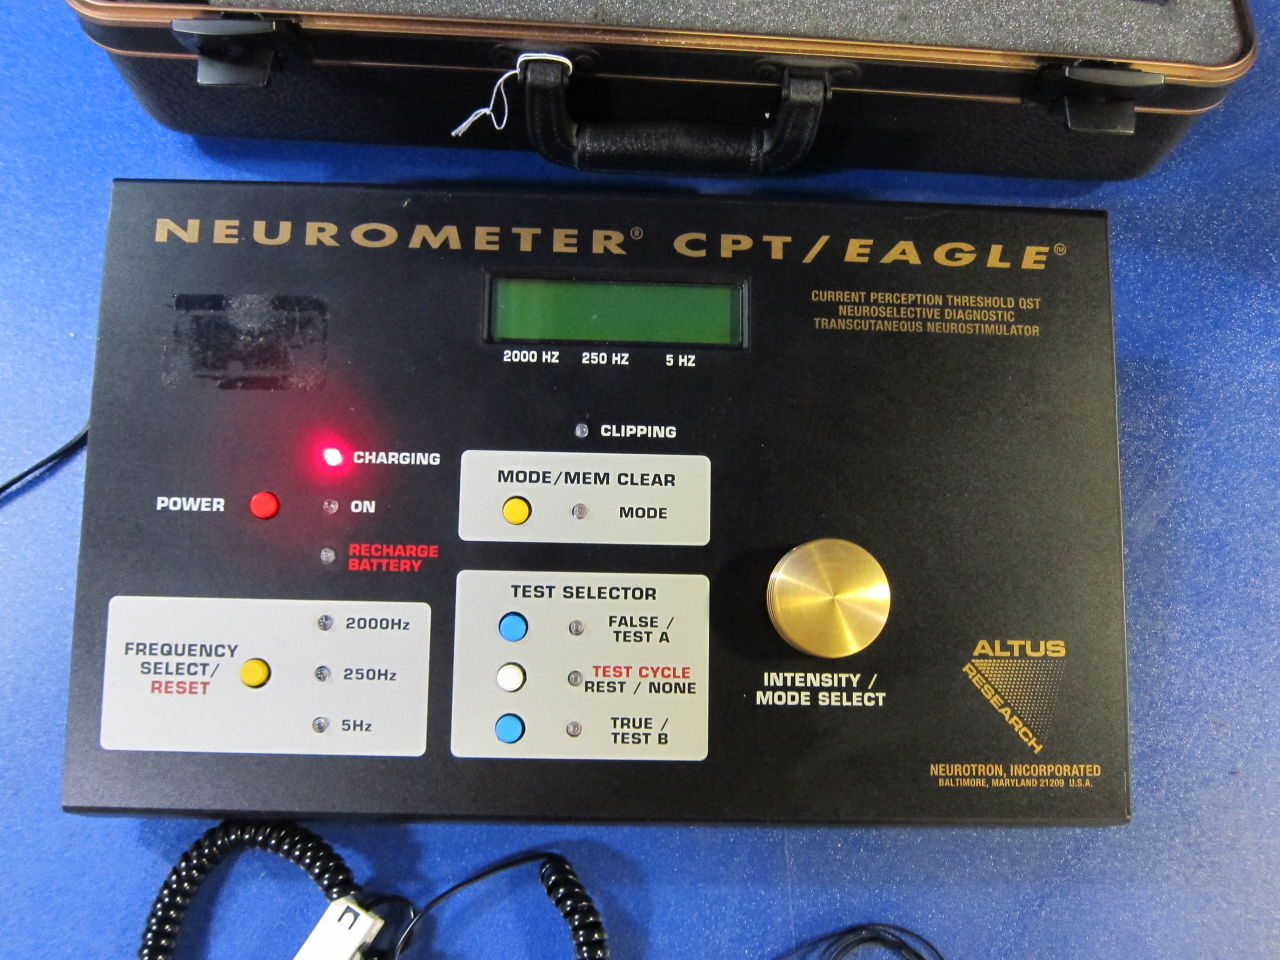 NEUROMETER® CPT/EAGLE™
CURRENT PERCEPTION THRESHOLD QST
NEUROSELECTIVE DIAGNOSTIC
TRANSCUTANEOUS NEUROSTIMULATOR
2000 HZ 250 HZ 5 HZ
CLIPPING
CHARGING
POWER
ON
RECHARGE
BATTERY
MODE/MEM CLEAR
MODE
FREQUENCY
SELECT/
RESET
2000Hz
250Hz
5Hz
TEST SELECTOR
FALSE /
TEST A
TEST CYCLE
REST / NONE
TRUE /
TEST B
INTENSITY /
MODE SELECT
ALTUS
RESEARCH
NEUROTRON, INCORPORATED
BALTIMORE, MARYLAND 21209 U.S.A.